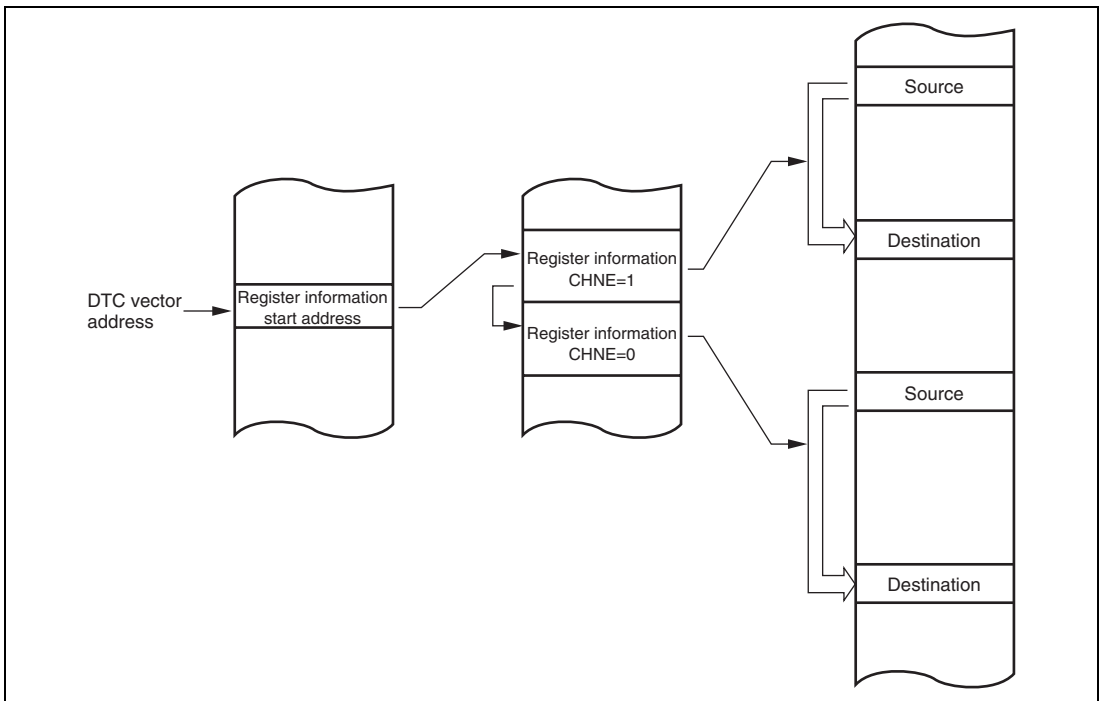 DTC vector
address
Register information
start address
Register information
CHNE=1
Register information
CHNE=0
Source
Destination
Source
Destination